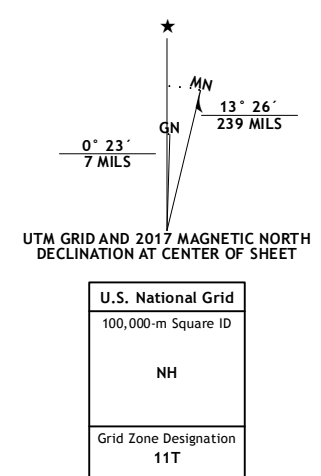 ★
MN
GN
13° 26´
239 MILS
0° 23´
7 MILS
UTM GRID AND 2017 MAGNETIC NORTH
DECLINATION AT CENTER OF SHEET
U.S. National Grid
100,000-m Square ID
NH
Grid Zone Designation
11T